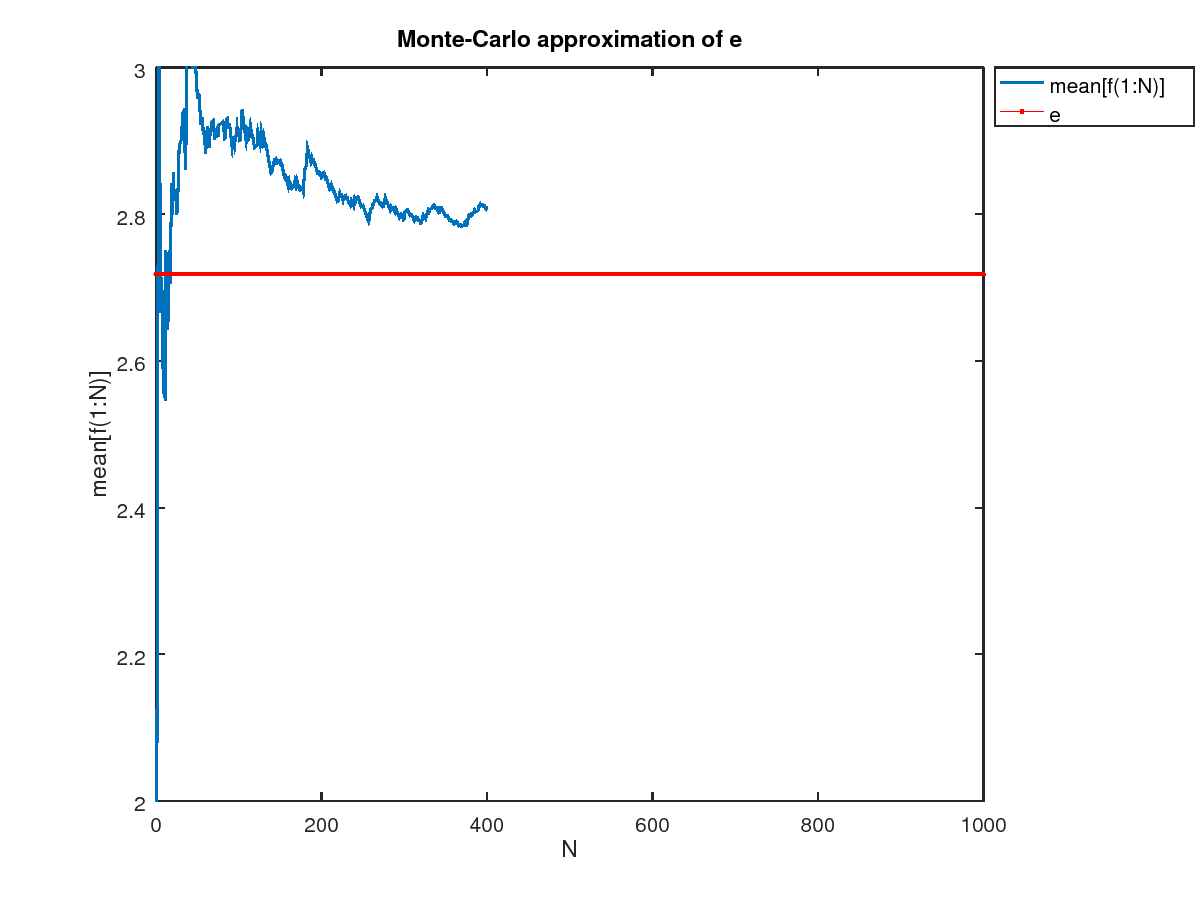 Monte-Carlo approximation of e
mean[f(1:N)]
e
3
2.8
2.6
2.4
2.2
2
mean[f(1:N)]
0 200 400 600 800 1000
N